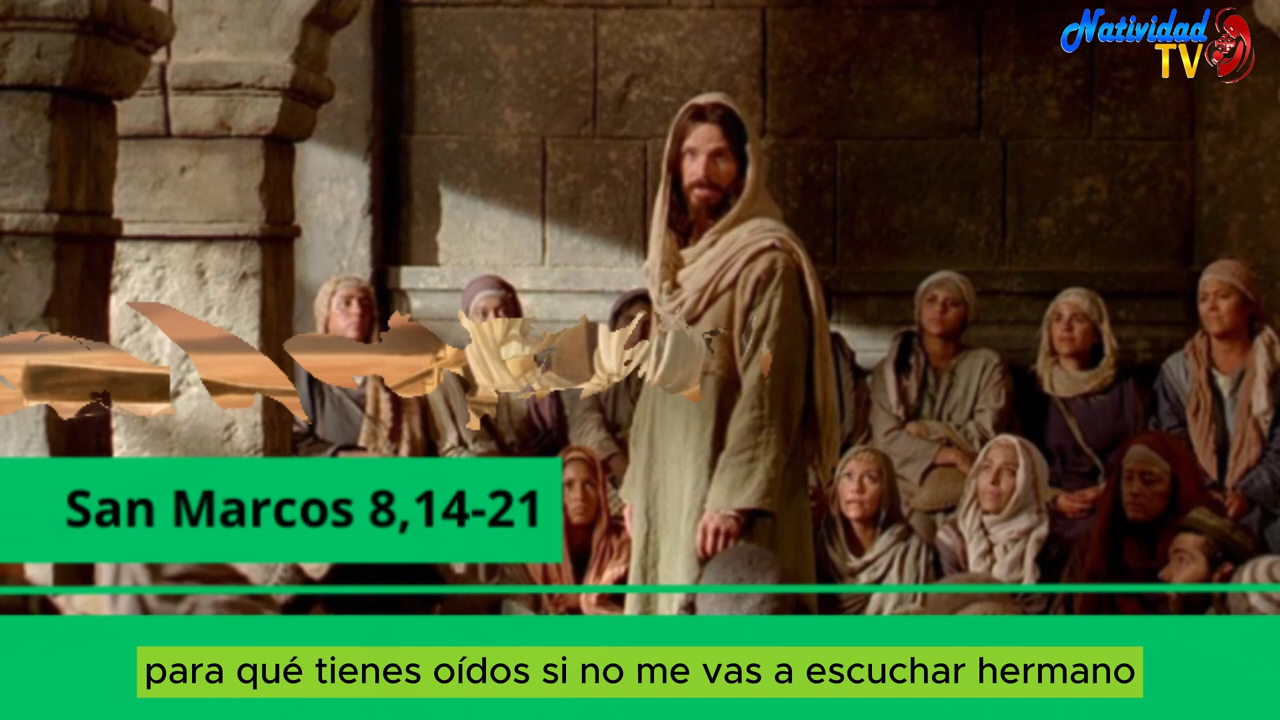 Natividad
TV
San Marcos 8,14-21
para qué tienes oídos si no me vas a escuchar hermano